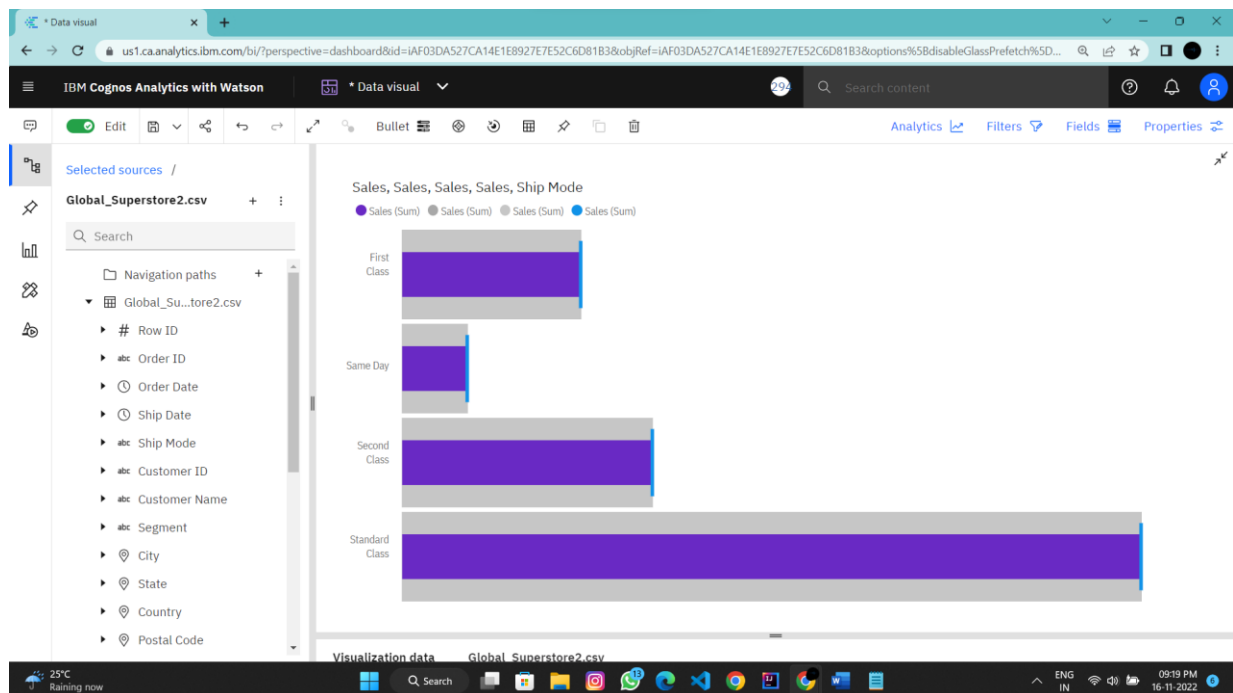 * Data visual
us1.ca.analytics.ibm.com/bi/?perspective=dashboard&id=iAF03DA527CA14E1E8927E7E52C6D81B3&objRef=iAF03DA527CA14E1E8927E7E52C6D81B3&options%5BdisableGlassPrefetch%5D...
IBM Cognos Analytics with Watson
* Data visual
294
Search content
Edit
Bullet
Analytics
Filters
Fields
Properties
Selected sources /
Global_Superstore2.csv
Search
Navigation paths
Global_Su...tore2.csv
# Row ID
abc Order ID
Order Date
Ship Date
abc Ship Mode
abc Customer ID
abc Customer Name
abc Segment
City
State
Country
Postal Code
Sales, Sales, Sales, Sales, Ship Mode
Sales (Sum) Sales (Sum) Sales (Sum) Sales (Sum)
First
Class
Same Day
Second
Class
Standard
Class
Visualization data Global_Superstore2.csv
25°C
Raining now
Search
13
ENG
IN
09:19 PM
16-11-2022
6